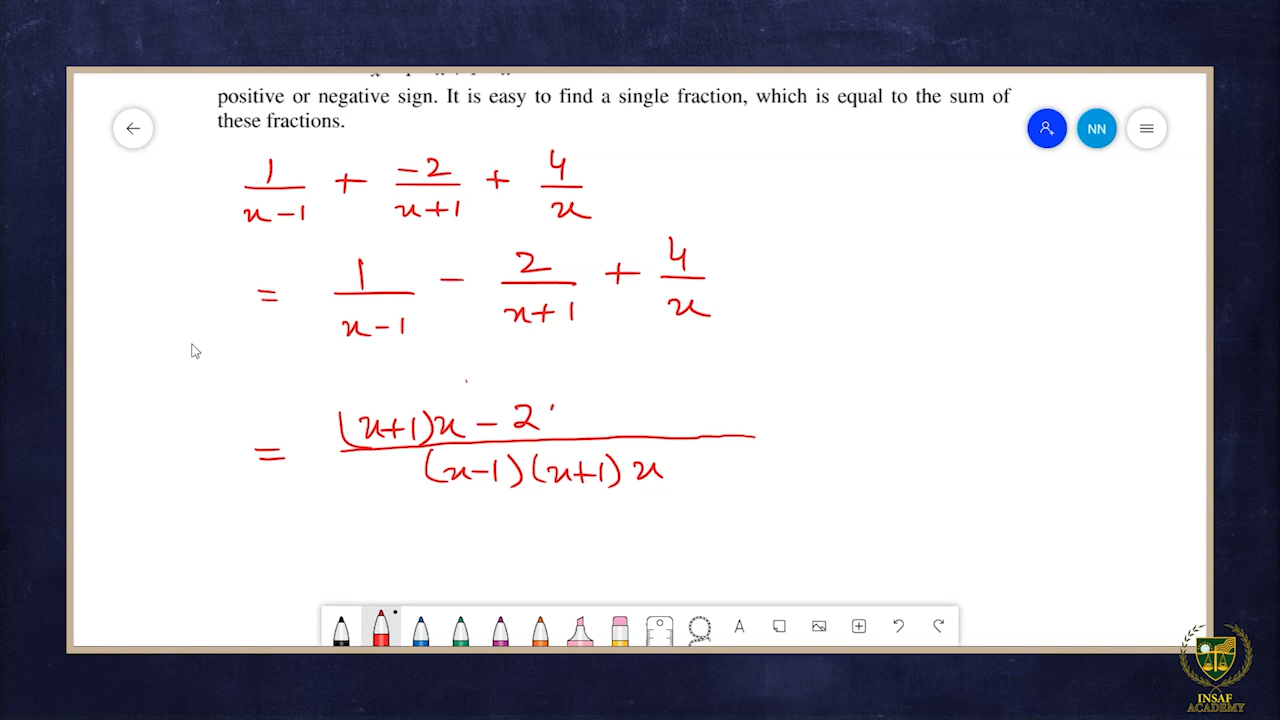 positive or negative sign. It is easy to find a single fraction, which is equal to the sum of
these fractions.
NN
1/(x-1) + -2/(x+1) + 4/x
= 1/(x-1) - 2/(x+1) + 4/x
= ((x+1)x - 2)/((x-1)(x+1)x)
A
INSAF
ACADEMY